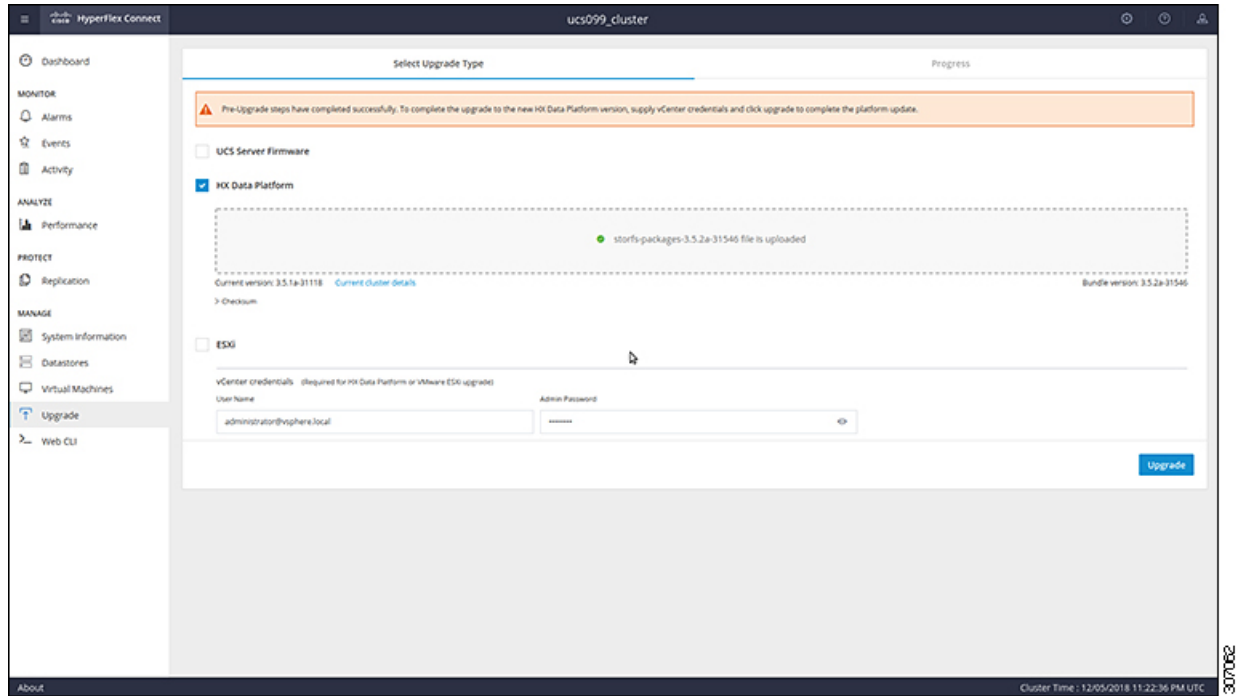 cisco HyperFlex Connect
ucs099_cluster
Dashboard
MONITOR
Alarms
Events
Activity
ANALYZE
Performance
PROTECT
Replication
MANAGE
System Information
Datastores
Virtual Machines
Upgrade
Web CLI
Select Upgrade Type
Progress
Pre-Upgrade steps have completed successfully. To complete the upgrade to the new HX Data Platform version, supply vCenter credentials and click upgrade to complete the platform update.
UCS Server Firmware
HX Data Platform
storfs-packages-3.5.2a-31546 file is uploaded
Current version: 3.5.1a-31118 Current cluster details
Bundle version: 3.5.2a-31546
> Checksum
ESXi
vCenter credentials (Required for HX Data Platform or VMware ESXi upgrade)
User Name
Admin Password
administrator@vsphere.local
Upgrade
About
Cluster Time : 12/05/2018 11:22:36 PM UTC
307062